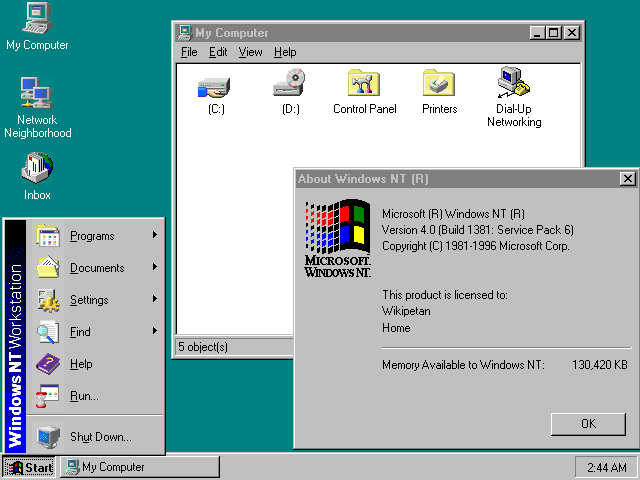 My Computer
Network
Neighborhood
Inbox
My Computer
File Edit View Help
(C:)
(D:)
Control Panel
Printers
Dial-Up
Networking
5 object(s)
About Windows NT (R)
MICROSOFT.
WINDOWS NT.
Microsoft (R) Windows NT (R)
Version 4.0 (Build 1381: Service Pack 6)
Copyright (C) 1981-1996 Microsoft Corp.
This product is licensed to:
Wikipetan
Home
Memory Available to Windows NT: 130,420 KB
OK
Windows NT Workstation
Programs
Documents
Settings
Find
Help
Run...
Shut Down...
Start
My Computer
2:44 AM